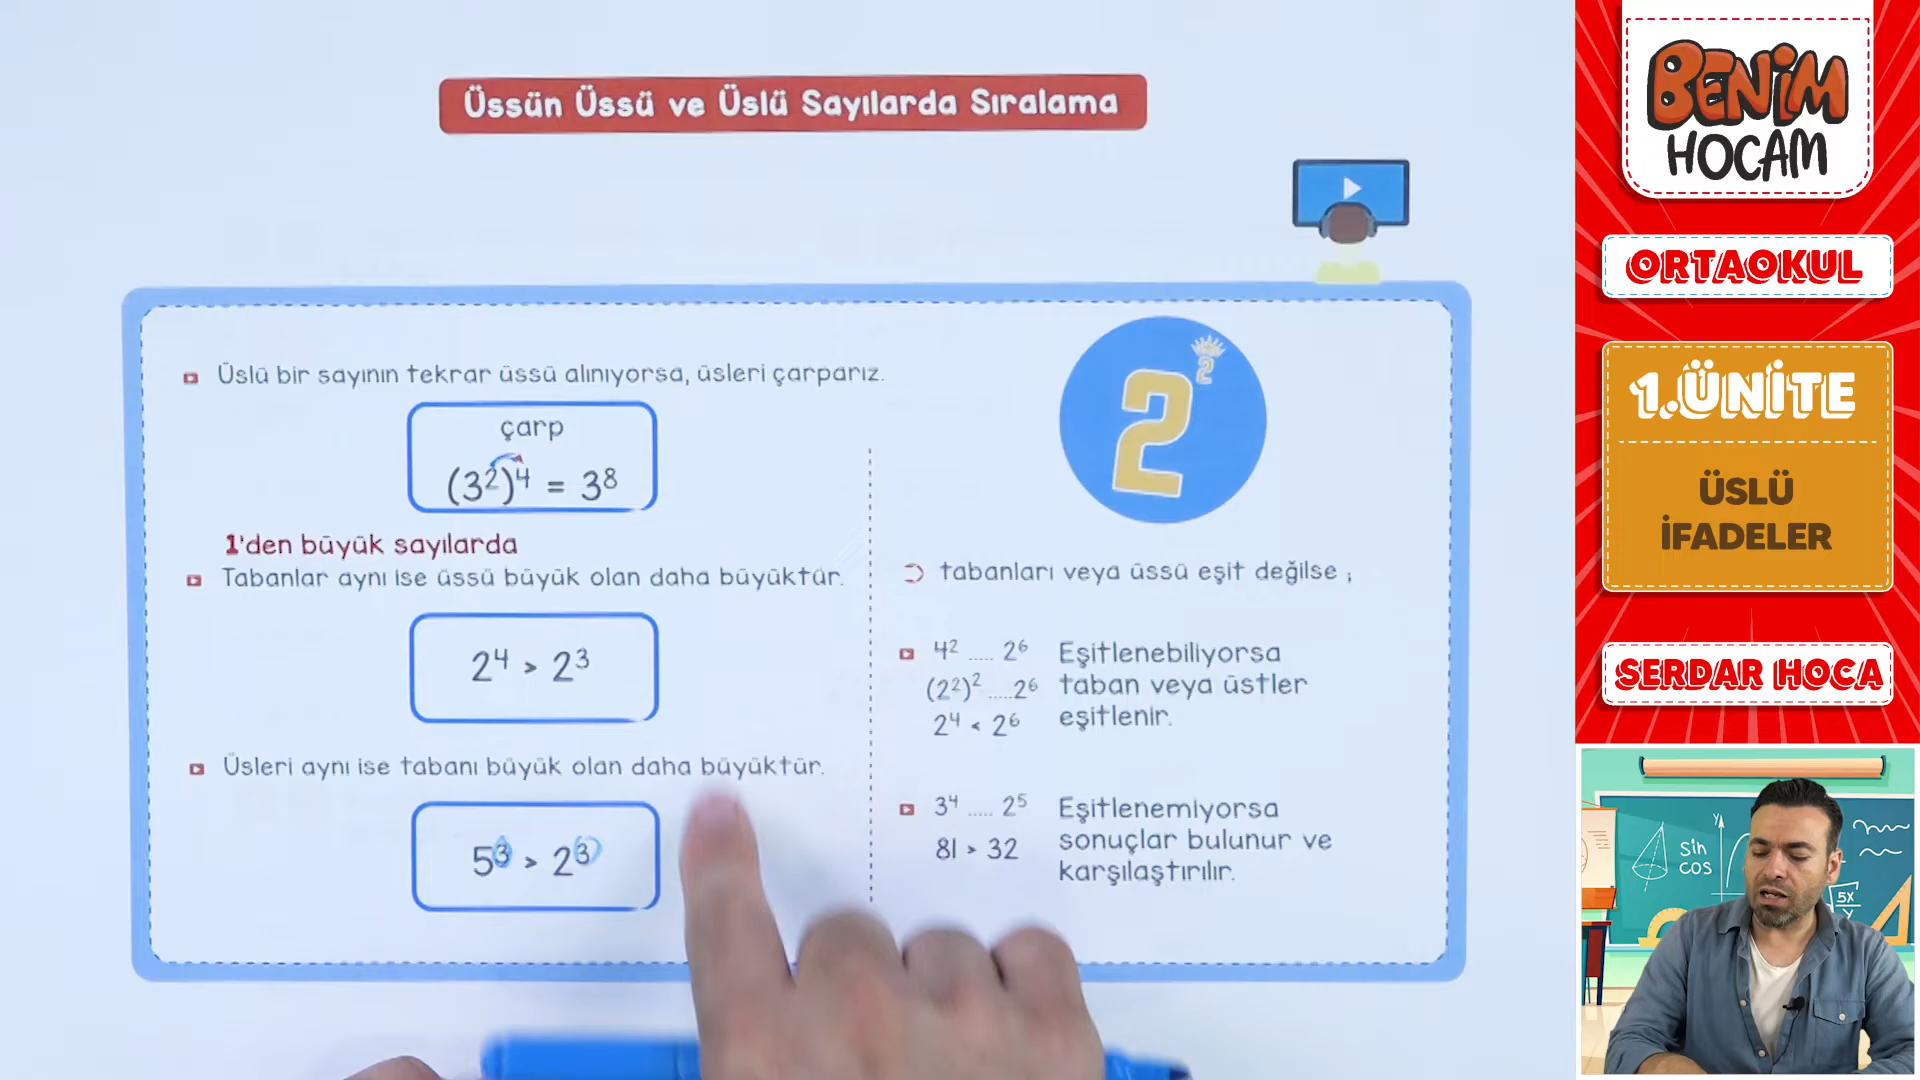 Üssün Üssü ve Üslü Sayılarda Sıralama
Üslü bir sayının tekrar üssü alınıyorsa, üsleri çarparız.
çarp
(3²)⁴ = 3⁸
1'den büyük sayılarda
Tabanlar aynı ise üssü büyük olan daha büyüktür.
2⁴ > 2³
Üsleri aynı ise tabanı büyük olan daha büyüktür.
5³ > 2³
2²
tabanları veya üssü eşit değilse ;
4² ..... 2⁶ Eşitlenebiliyorsa
(2²)² .....2⁶ taban veya üstler
2⁴ < 2⁶ eşitlenir.
3⁴ ..... 2⁵ Eşitlenemiyorsa
81 > 32 sonuçlar bulunur ve
karşılaştırılır.
BENİM
HOCAM
ORTAOKUL
1.ÜNİTE
ÜSLÜ
İFADELER
SERDAR HOCA
sin
cos
y
5x
y